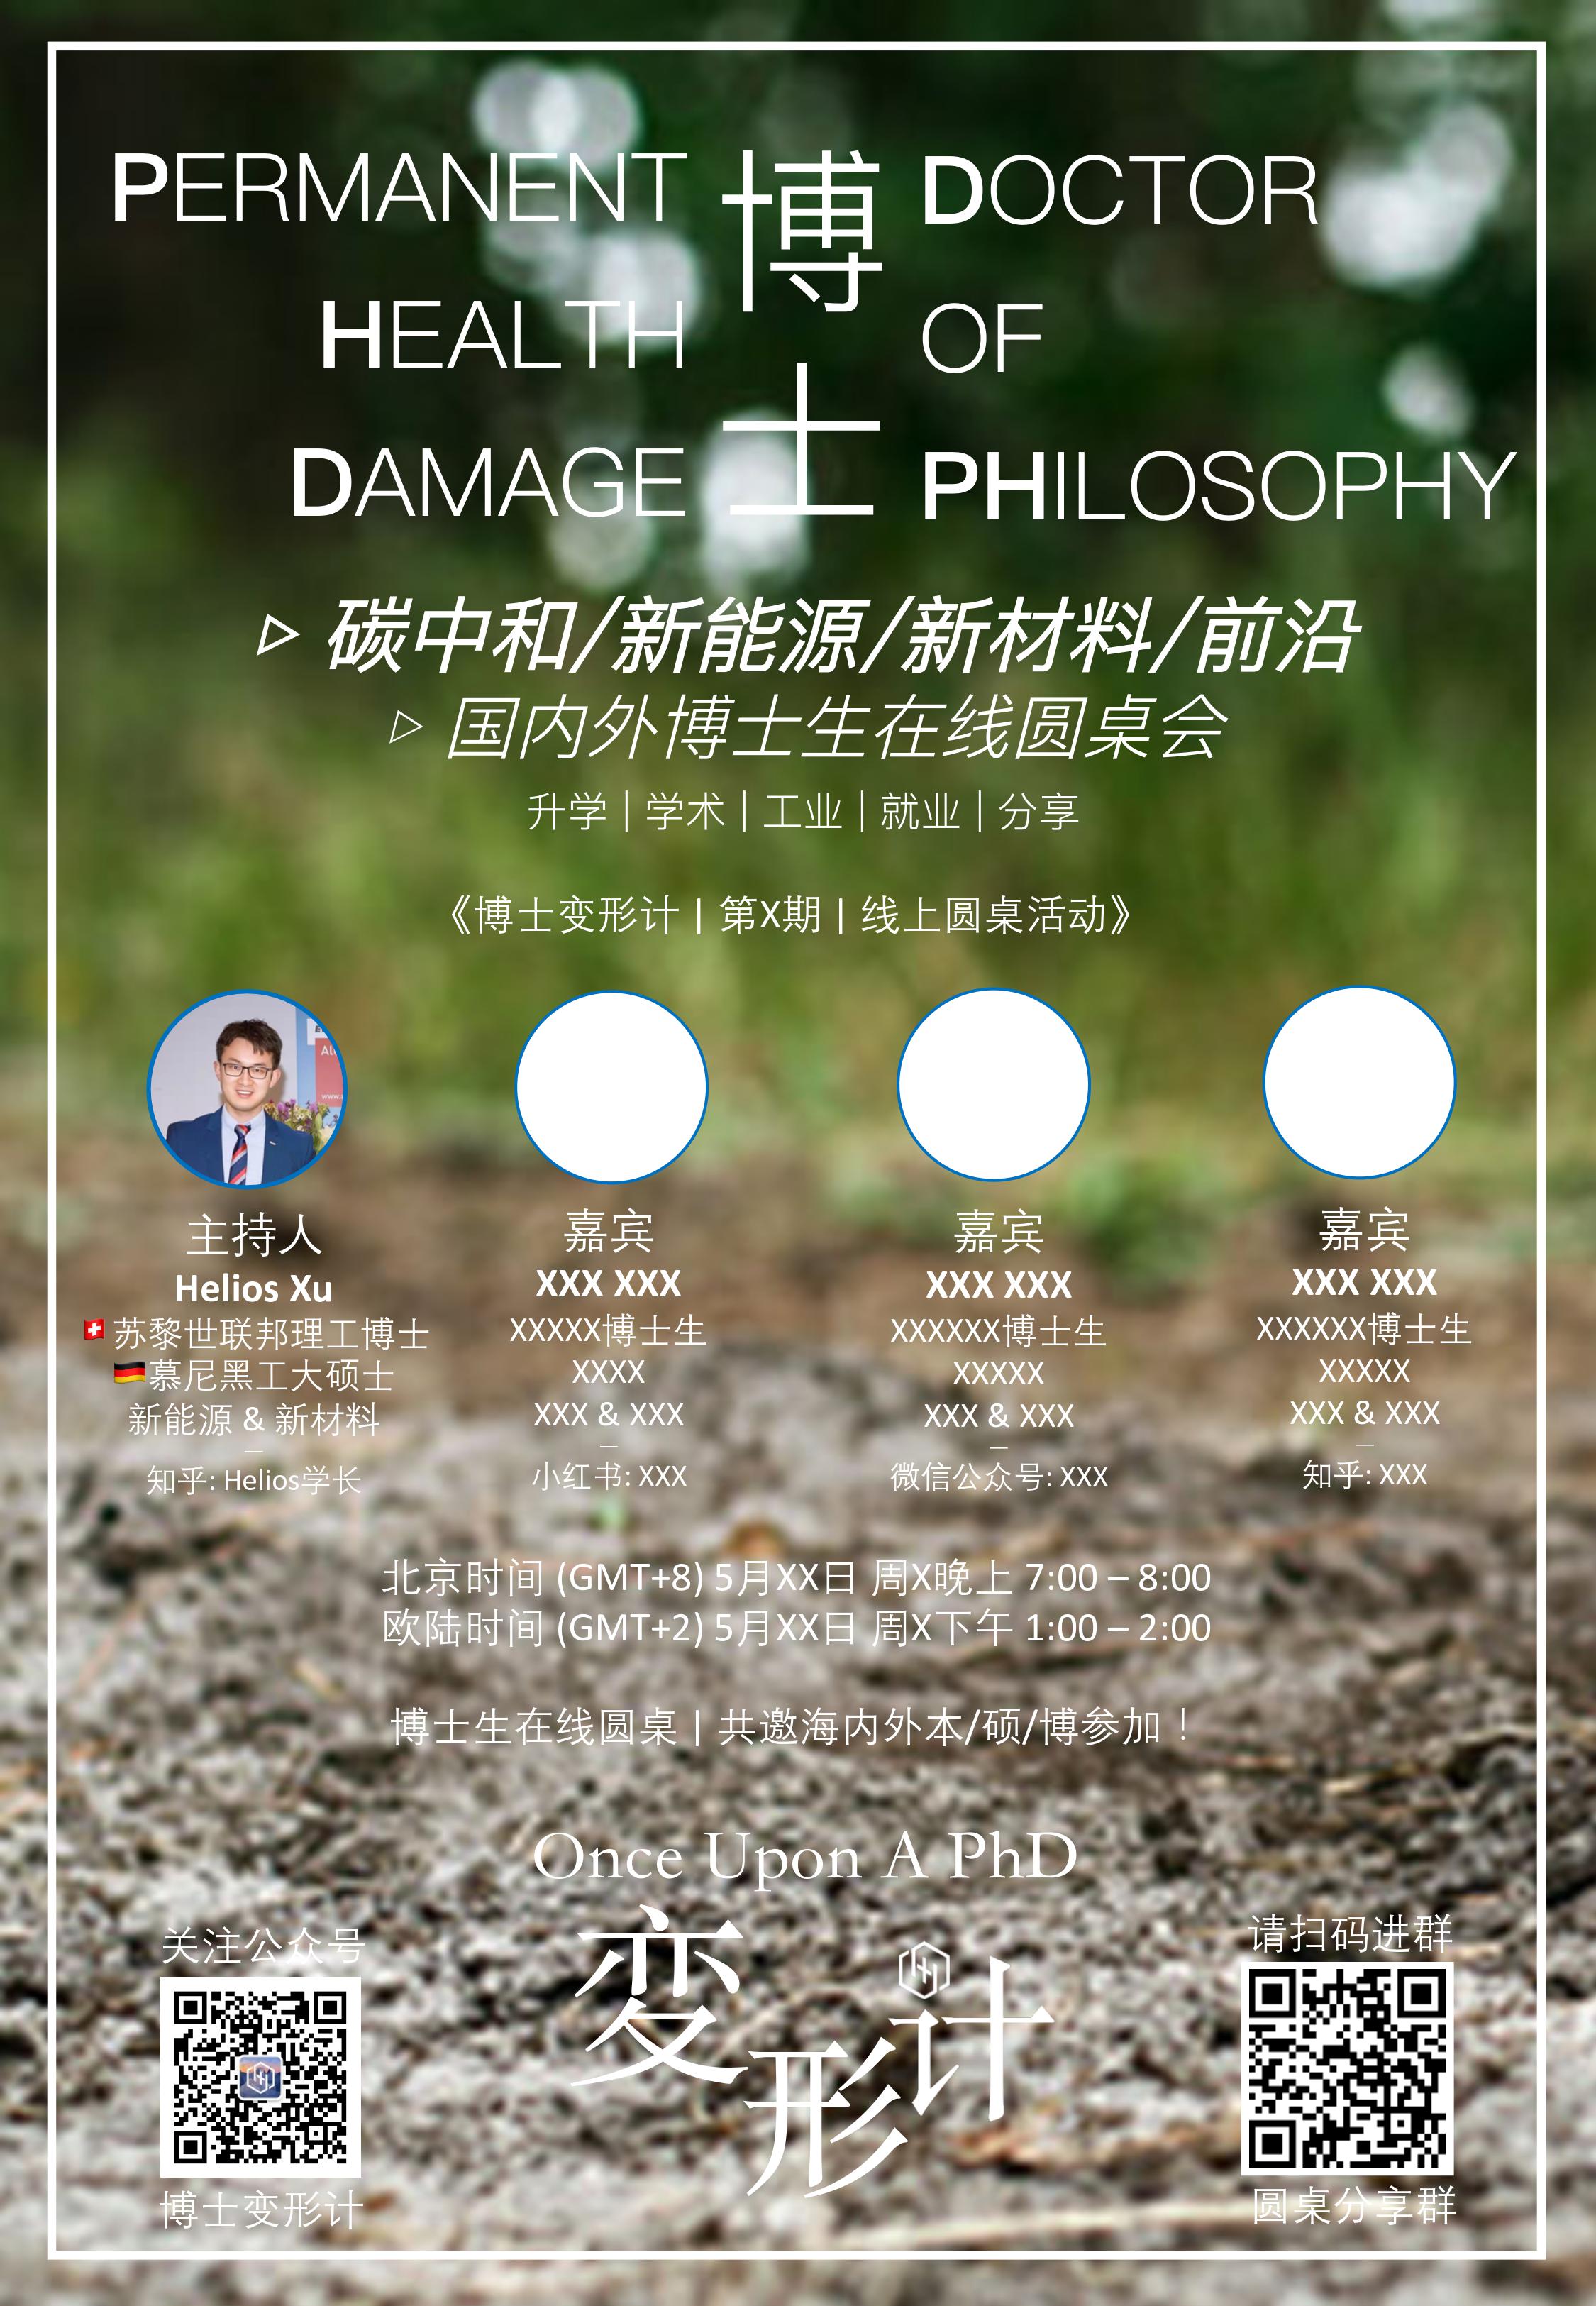 PERMANENT
HEALTH
DAMAGE
博
士
DOCTOR
OF
PHILOSOPHY
▷ 碳中和/新能源/新材料/前沿
▷ 国内外博士生在线圆桌会
升学 | 学术 | 工业 | 就业 | 分享
《博士变形计 | 第X期 | 线上圆桌活动》
主持人
Helios Xu
🇨🇭苏黎世联邦理工博士
🇩🇪慕尼黑工大硕士
新能源 & 新材料
—
知乎: Helios学长
嘉宾
XXX XXX
XXXXX博士生
XXXX
XXX & XXX
—
小红书: XXX
嘉宾
XXX XXX
XXXXXX博士生
XXXXX
XXX & XXX
—
微信公众号: XXX
嘉宾
XXX XXX
XXXXXX博士生
XXXXX
XXX & XXX
—
知乎: XXX
北京时间 (GMT+8) 5月XX日 周X晚上 7:00 – 8:00
欧陆时间 (GMT+2) 5月XX日 周X下午 1:00 – 2:00
博士生在线圆桌 | 共邀海内外本/硕/博参加！
Once Upon A PhD
变形计
关注公众号
博士变形计
请扫码进群
圆桌分享群